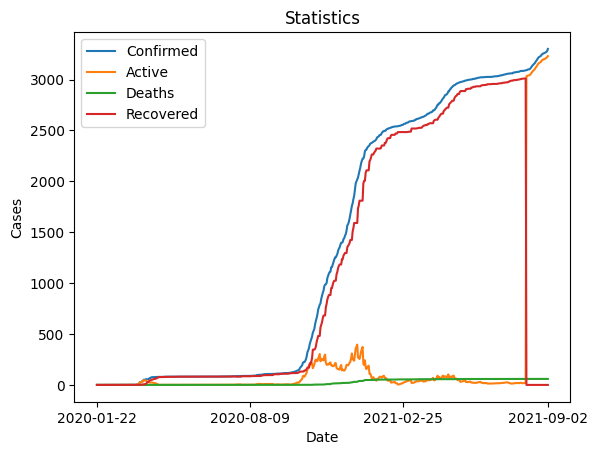 Statistics
Confirmed
Active
Deaths
Recovered
Cases
3000
2500
2000
1500
1000
500
0
2020-01-22 2020-08-09 2021-02-25 2021-09-02
Date